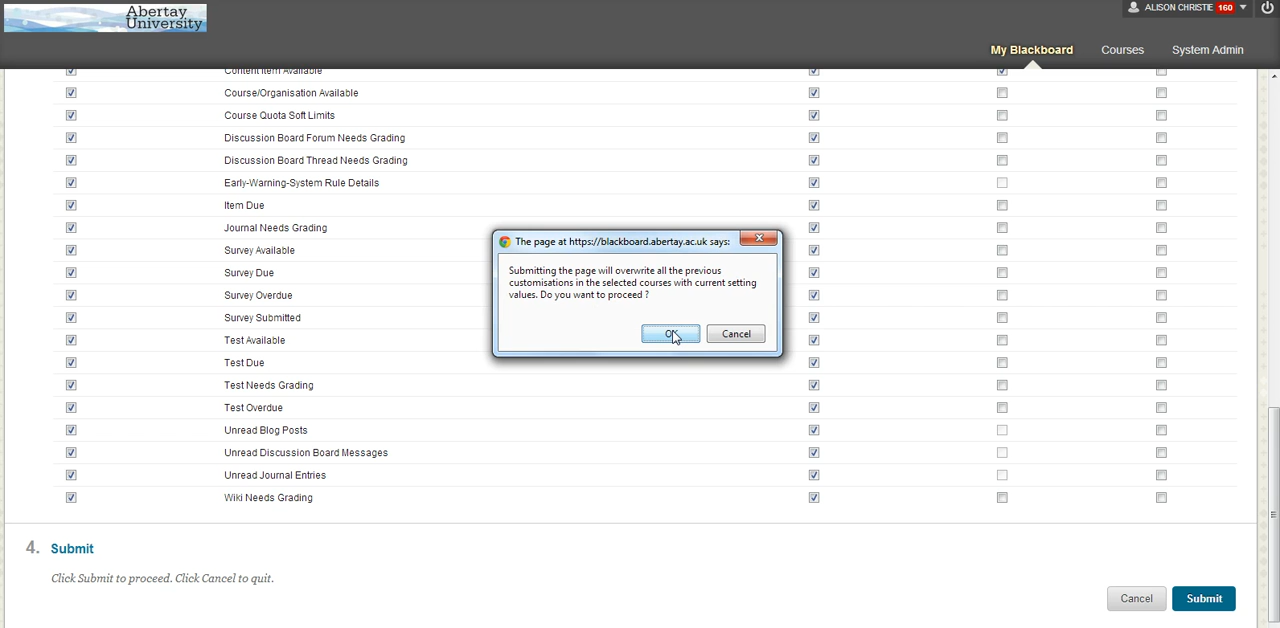 Abertay
University
ALISON CHRISTIE 160
My Blackboard Courses System Admin
Content Item Available
Course/Organisation Available
Course Quota Soft Limits
Discussion Board Forum Needs Grading
Discussion Board Thread Needs Grading
Early-Warning-System Rule Details
Item Due
Journal Needs Grading
Survey Available
Survey Due
Survey Overdue
Survey Submitted
Test Available
Test Due
Test Needs Grading
Test Overdue
Unread Blog Posts
Unread Discussion Board Messages
Unread Journal Entries
Wiki Needs Grading
The page at https://blackboard.abertay.ac.uk says:
Submitting the page will overwrite all the previous
customisations in the selected courses with current setting
values. Do you want to proceed ?
OK Cancel
4. Submit
Click Submit to proceed. Click Cancel to quit.
Cancel Submit